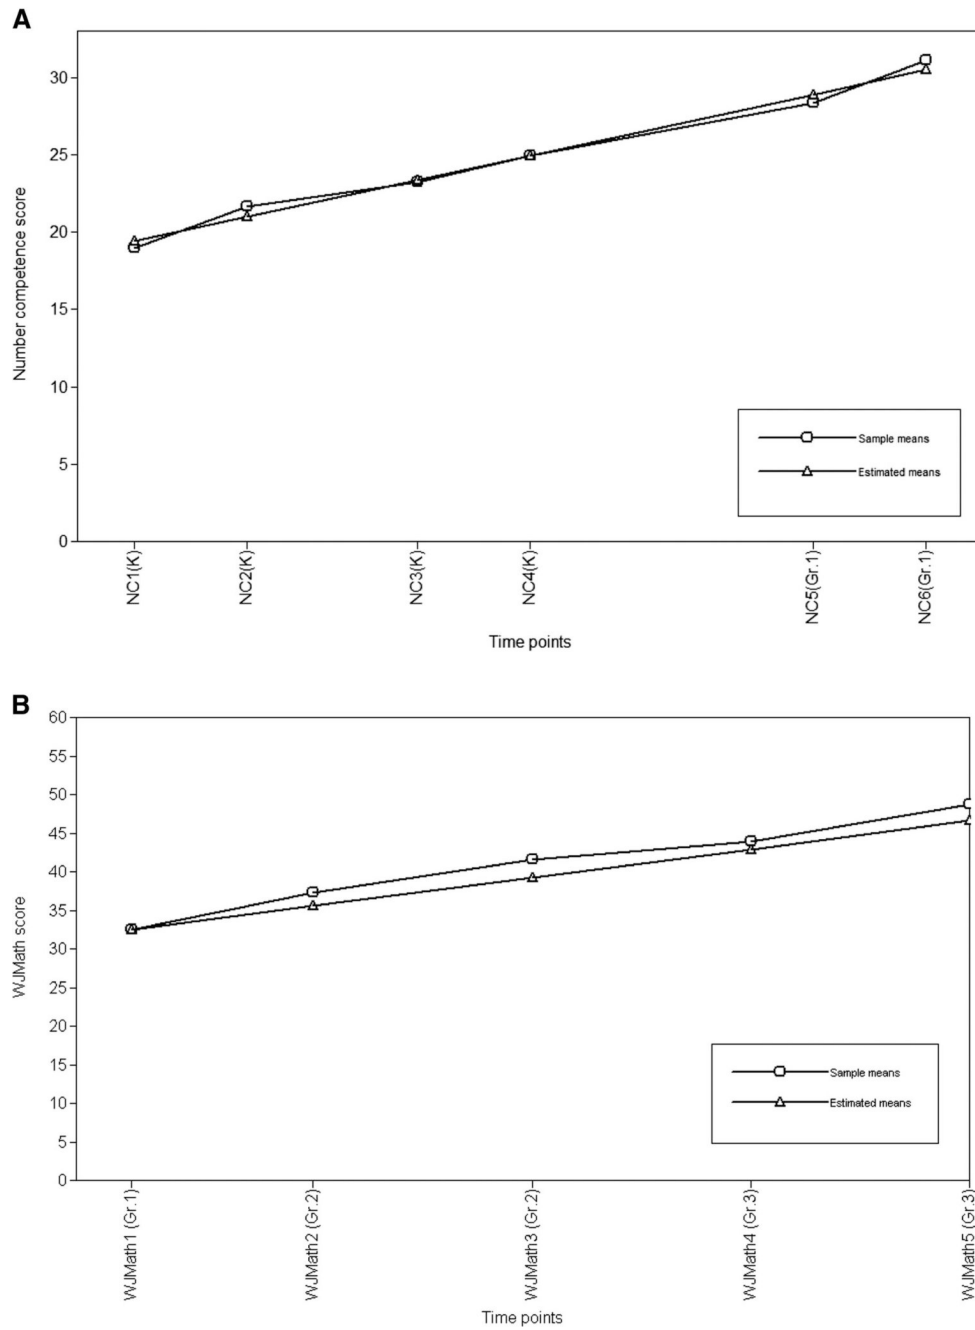 A
Number competence score
30
25
20
15
10
5
0
Sample means
Estimated means
NC1(K)
NC2(K)
NC3(K)
NC4(K)
NC5(Gr.1)
NC6(Gr.1)
Time points
B
WJMath score
60
55
50
45
40
35
30
25
20
15
10
5
0
Sample means
Estimated means
WJMath1 (Gr.1)
WJMath2 (Gr.2)
WJMath3 (Gr.2)
WJMath4 (Gr.3)
WJMath5 (Gr.3)
Time points